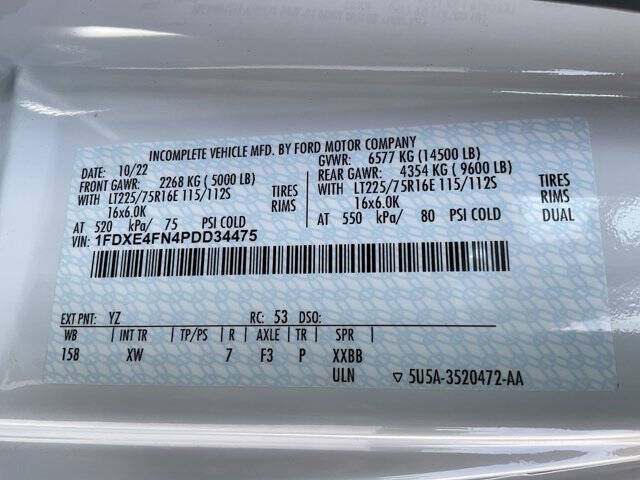 INCOMPLETE VEHICLE MFD. BY FORD MOTOR COMPANY
DATE: 10/22 GVWR: 6577 KG (14500 LB)
FRONT GAWR: 2268 KG ( 5000 LB) REAR GAWR: 4354 KG ( 9600 LB)
WITH LT225/75R16E 115/112S TIRES WITH LT225/75R16E 115/112S TIRES
16x6.0K RIMS 16x6.0K RIMS
AT 520 kPa/ 75 PSI COLD AT 550 kPa/ 80 PSI COLD DUAL
VIN: 1FDXE4FN4PDD34475
EXT PNT: YZ RC: 53 DSO:
WB INT TR TP/PS R AXLE TR SPR
158 XW 7 F3 P XXBB
ULN ▽ 5U5A-3520472-AA